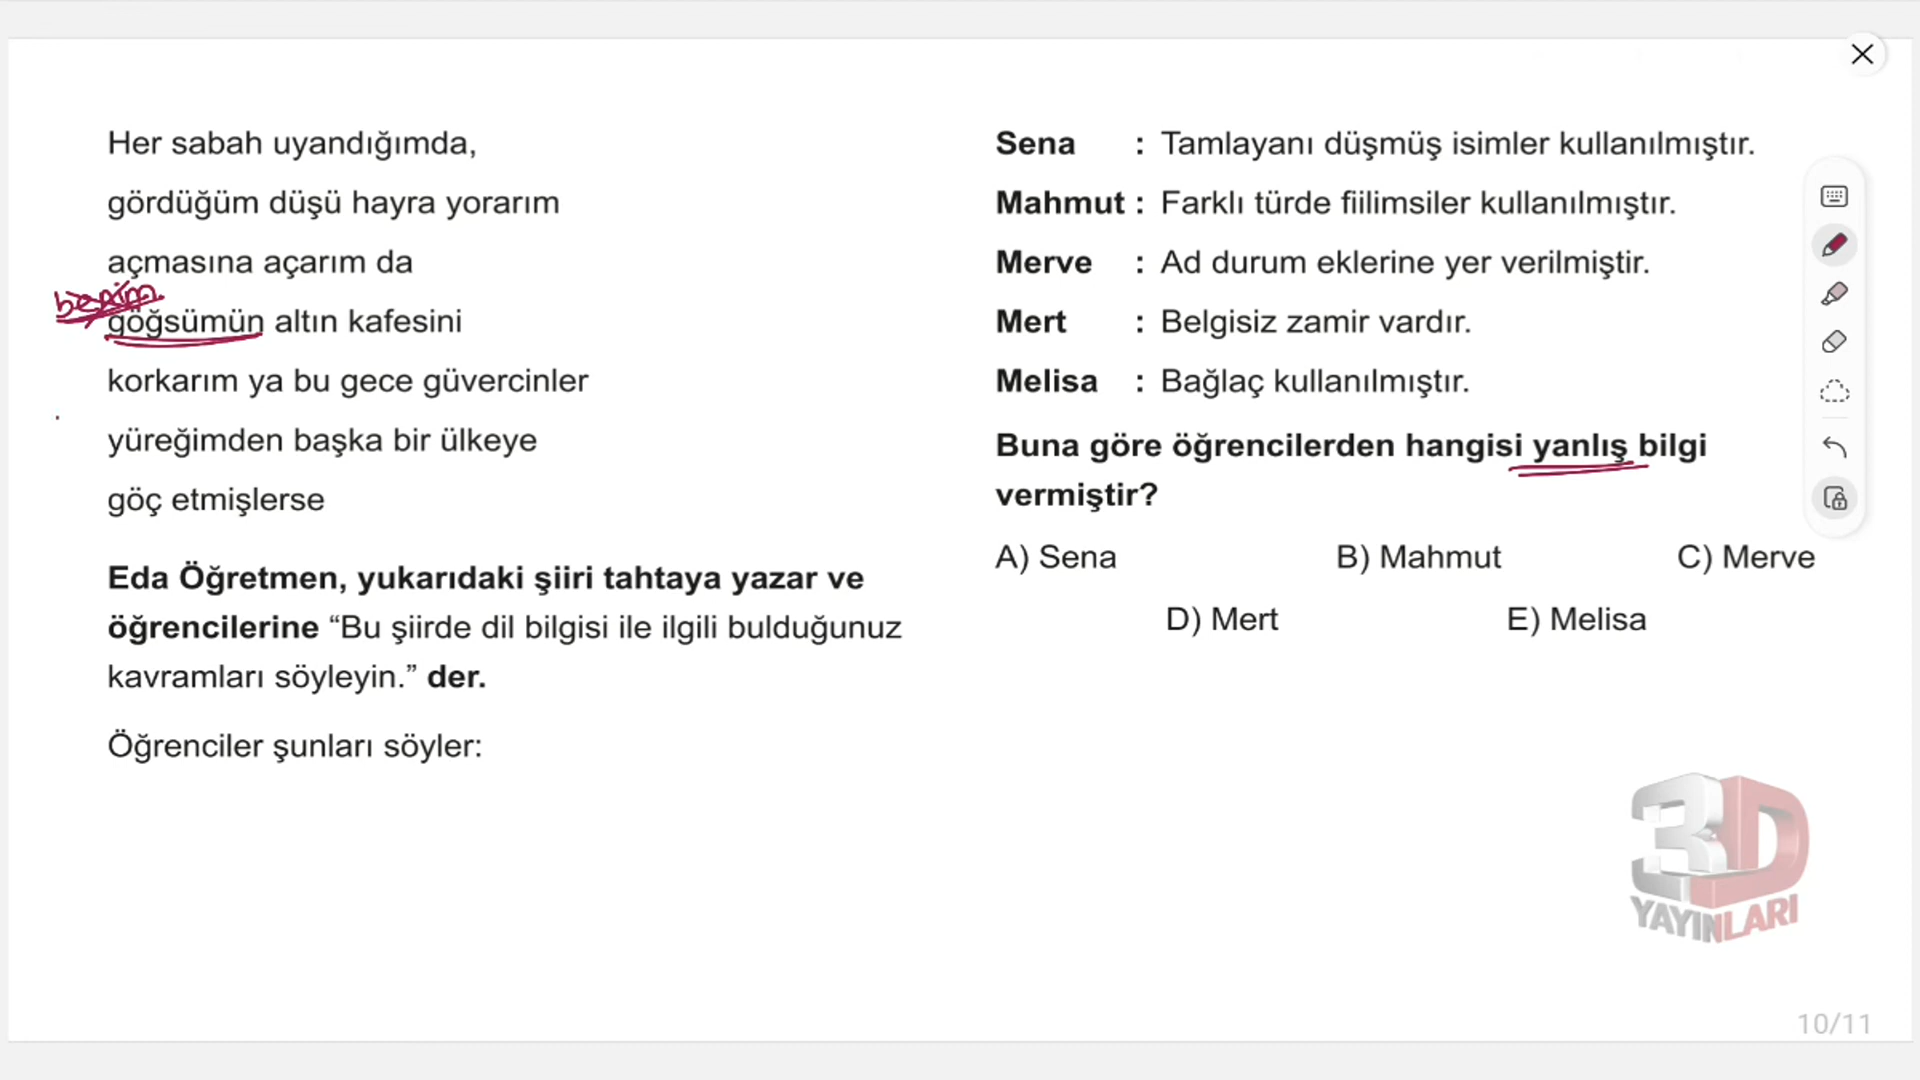 Her sabah uyandığımda,
gördüğüm düşü hayra yorarım
açmasına açarım da
benim
göğsümün altın kafesini
korkarım ya bu gece güvercinler
yüreğimden başka bir ülkeye
göç etmişlerse
Eda Öğretmen, yukarıdaki şiiri tahtaya yazar ve
öğrencilerine “Bu şiirde dil bilgisi ile ilgili bulduğunuz
kavramları söyleyin.” der.
Öğrenciler şunları söyler:
Sena : Tamlayanı düşmüş isimler kullanılmıştır.
Mahmut : Farklı türde fiilimsiler kullanılmıştır.
Merve : Ad durum eklerine yer verilmiştir.
Mert : Belgisiz zamir vardır.
Melisa : Bağlaç kullanılmıştır.
Buna göre öğrencilerden hangisi yanlış bilgi
vermiştir?
A) Sena B) Mahmut C) Merve
D) Mert E) Melisa
3D
YAYINLARI
10/11